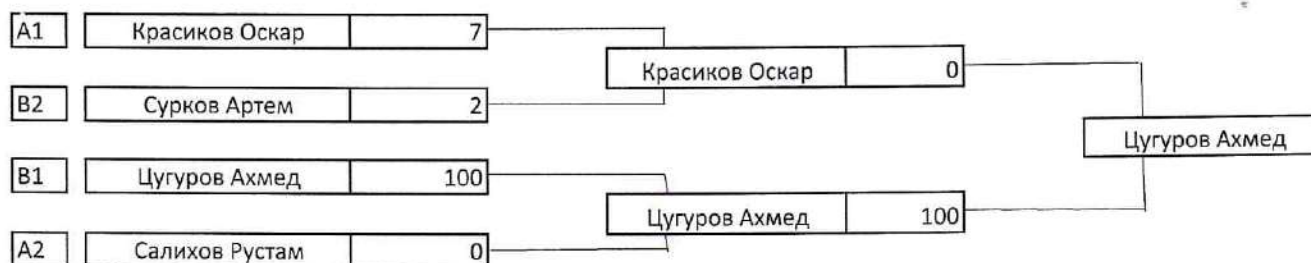 A1 Красиков Оскар 7
Красиков Оскар 0
B2 Сурков Артем 2
Цугуров Ахмед
B1 Цугуров Ахмед 100
Цугуров Ахмед 100
A2 Салихов Рустам 0